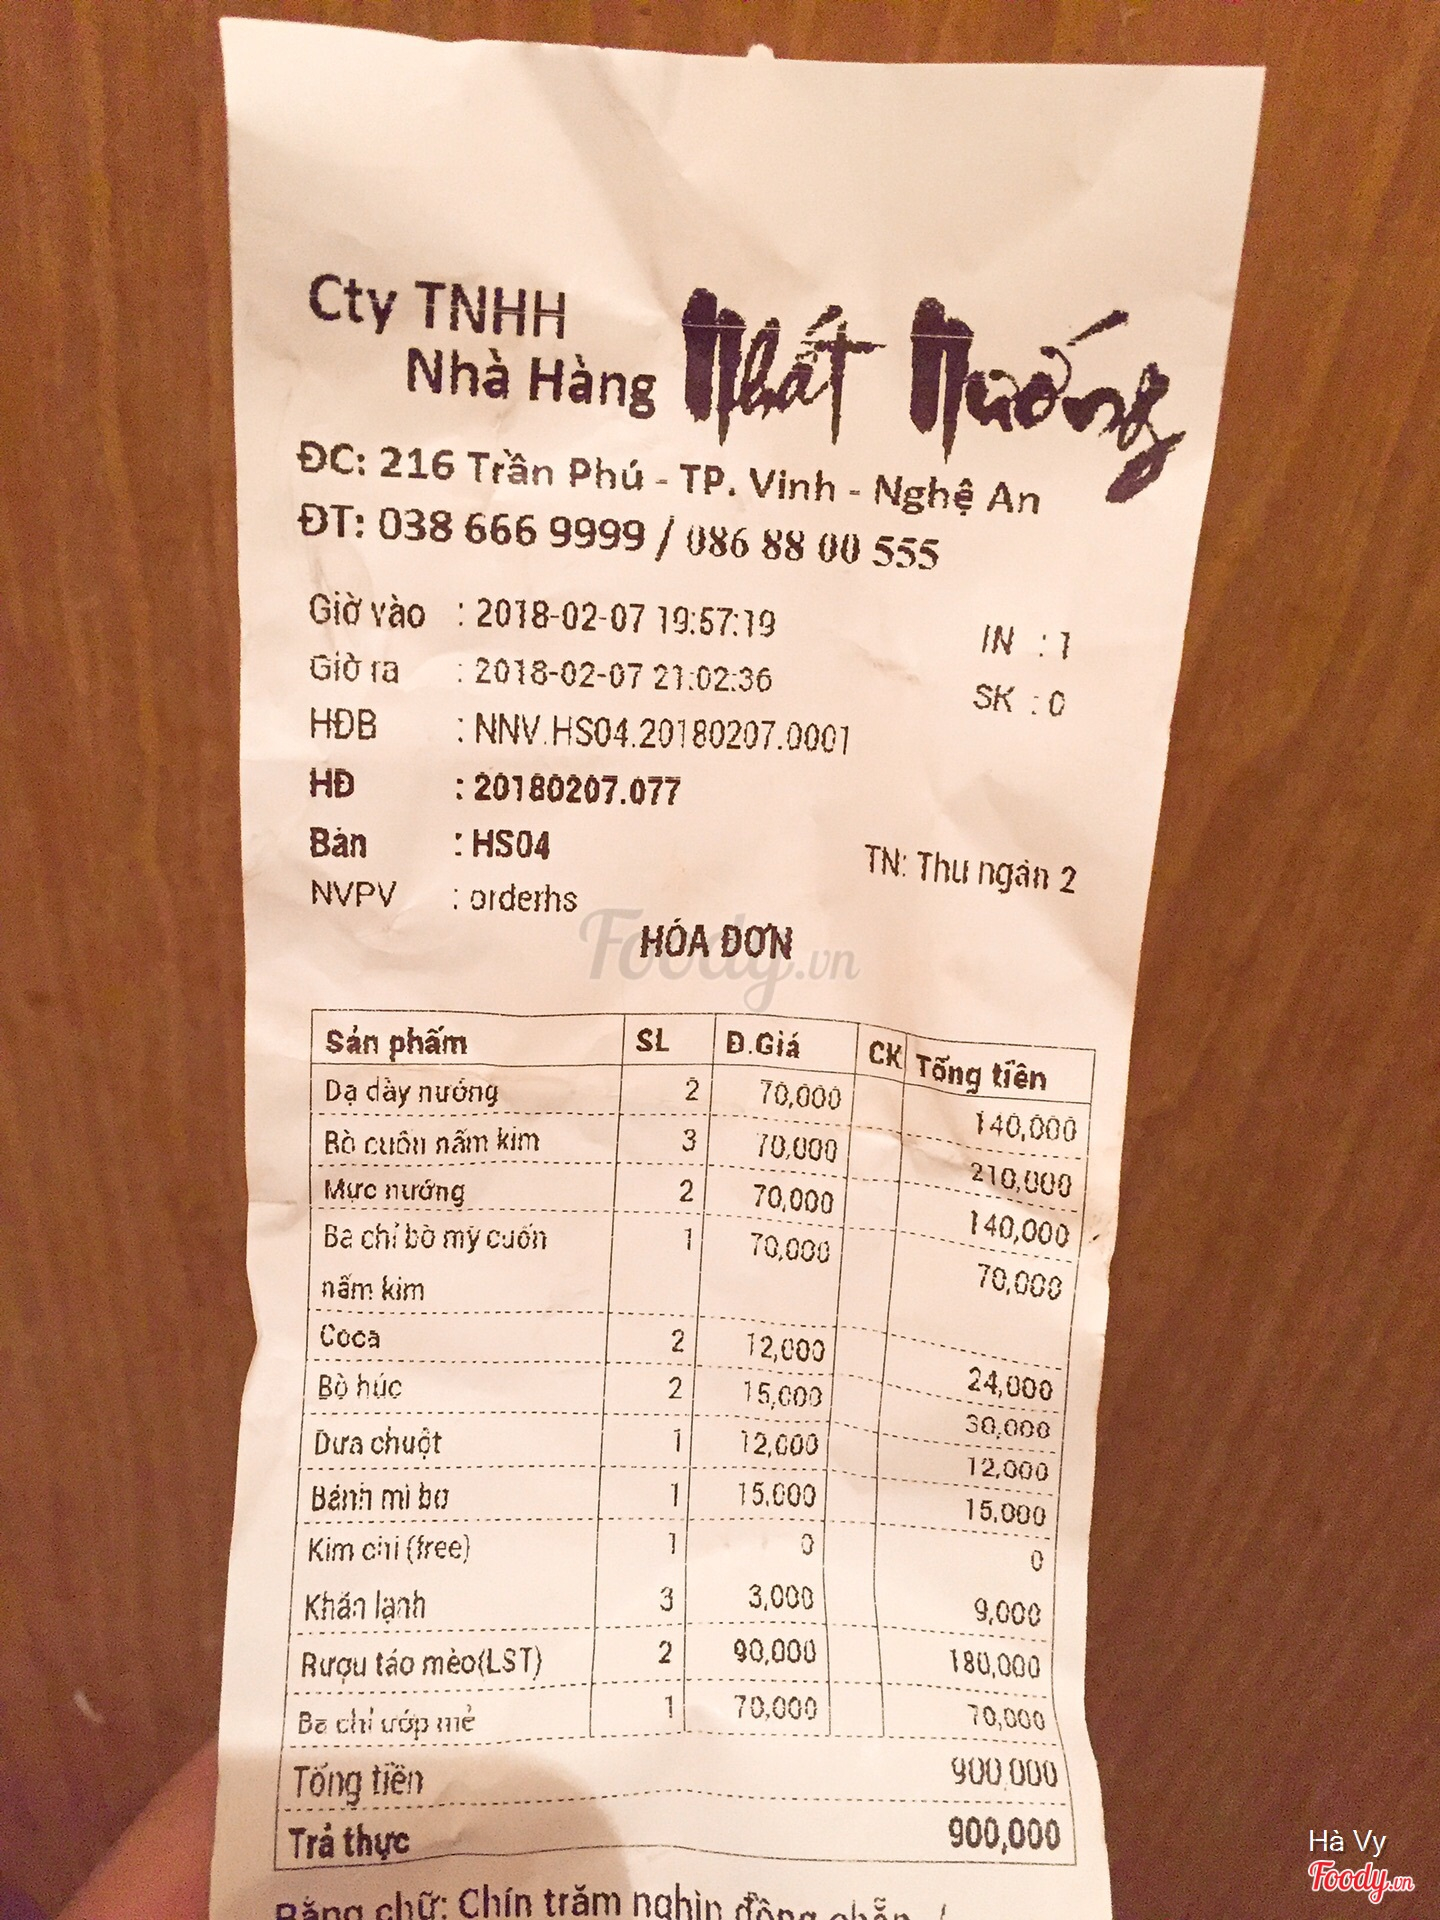 Cty TNHH
Nhà Hàng Nhất Nướng
ĐC: 216 Trần Phú - TP. Vinh - Nghệ An
ĐT: 038 666 9999 / 086 88 00 555
Giờ vào : 2018-02-07 19:57:19 IN : 1
Giờ ra : 2018-02-07 21:02:36 SK : 0
HĐB : NNV.HS04.20180207.0001
HĐ : 20180207.077
Bàn : HS04
NVPV : orderhs TN: Thu ngân 2
HÓA ĐƠN
Foody.vn
Sản phẩm SL Đ.Giá CK Tổng tiền
Dạ dày nướng 2 70,000 140,000
Bò cuộn nấm kim 3 70,000 210,000
Mực nướng 2 70,000 140,000
Ba chỉ bò mỹ cuốn 1 70,000 70,000
nấm kim
Coca 2 12,000 24,000
Bò húc 2 15,000 30,000
Dưa chuột 1 12,000 12,000
Bánh mì bơ 1 15,000 15,000
Kim chi (free) 1 0 0
Khăn lạnh 3 3,000 9,000
Rượu táo mèo(LST) 2 90,000 180,000
Ba chỉ ướp mẻ 1 70,000 70,000
Tổng tiền 900,000
Trả thực 900,000
Bằng chữ: Chín trăm nghìn đồng chẵn /
Hà Vy
Foody.vn